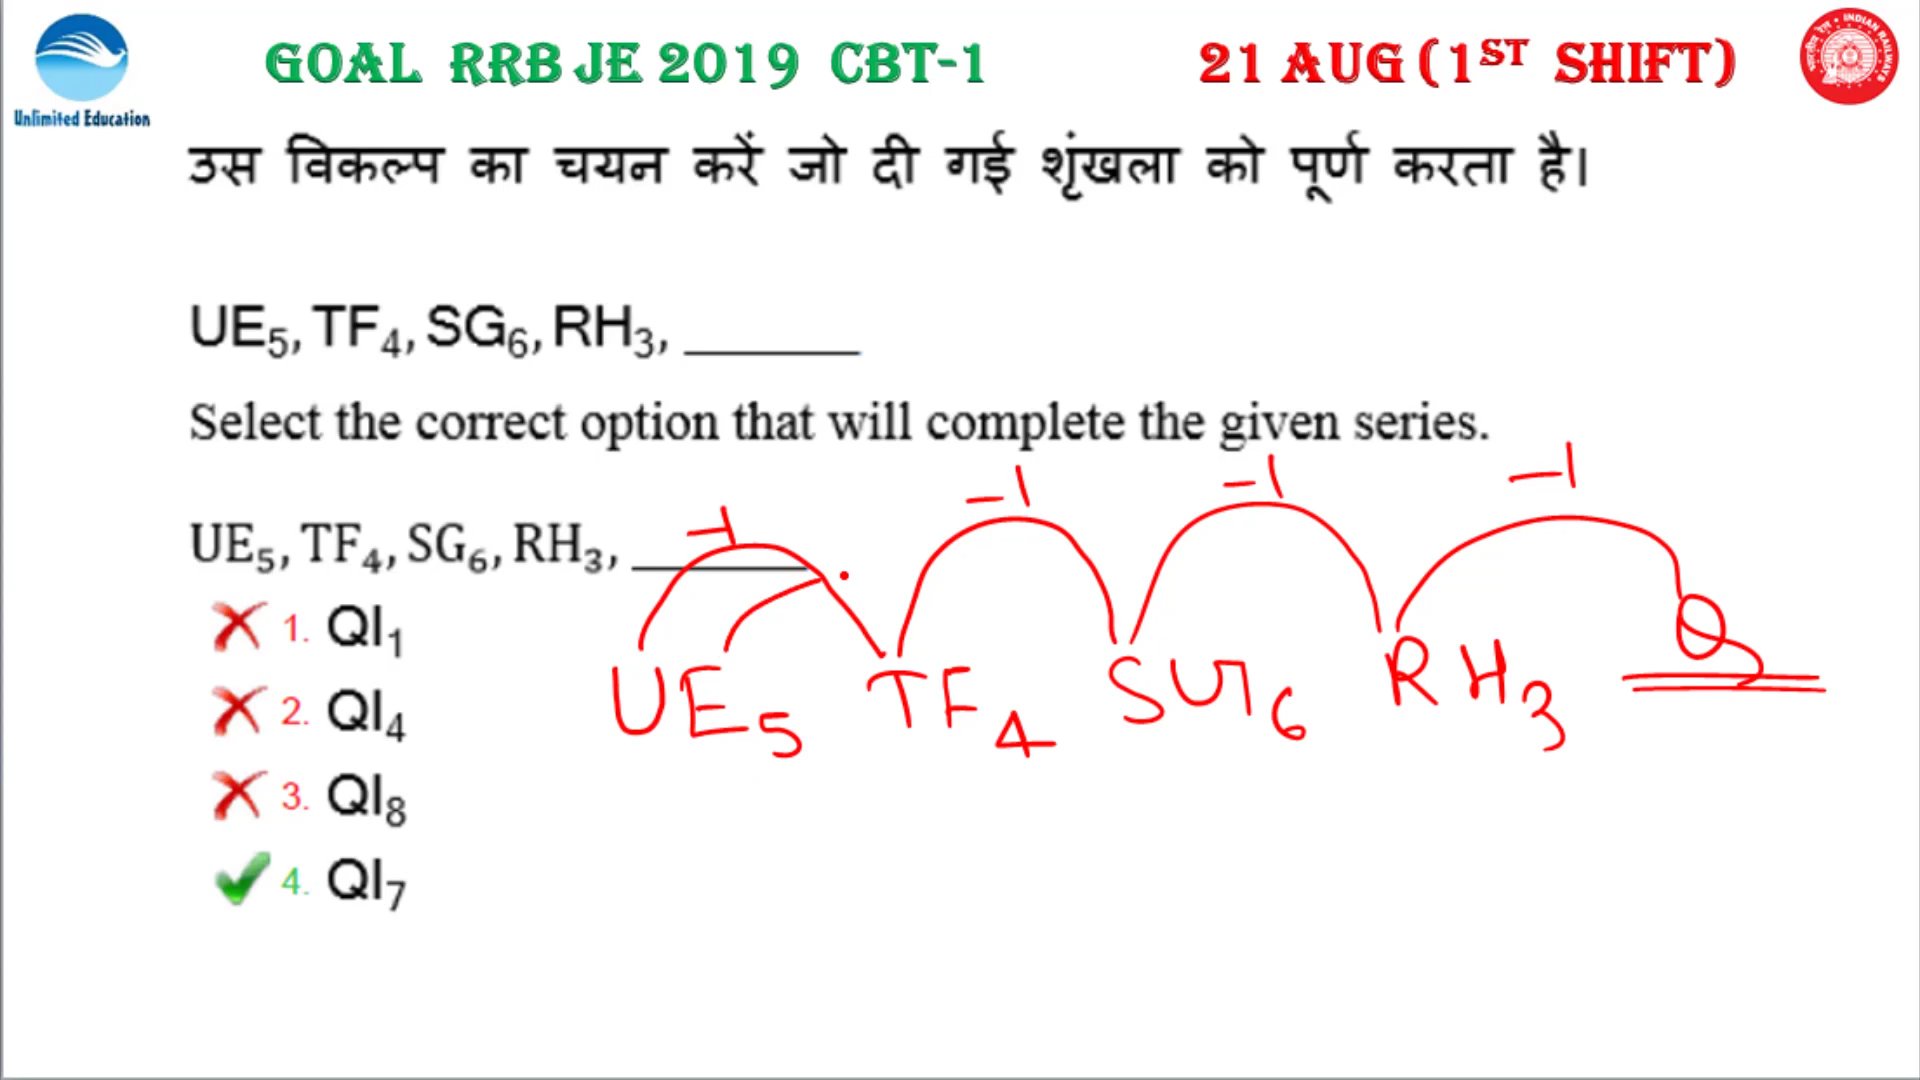 GOAL RRB JE 2019 CBT-1 21 AUG (1ST SHIFT)
Unlimited Education
INDIAN RAILWAYS
उस विकल्प का चयन करें जो दी गई शृंखला को पूर्ण करता है।
UE₅, TF₄, SG₆, RH₃, ______
Select the correct option that will complete the given series.
UE₅, TF₄, SG₆, RH₃, ______
-1 -1 -1 -1
1. QI₁
2. QI₄
3. QI₈
4. QI₇
UE₅ TF₄ SG₆ RH₃ Q